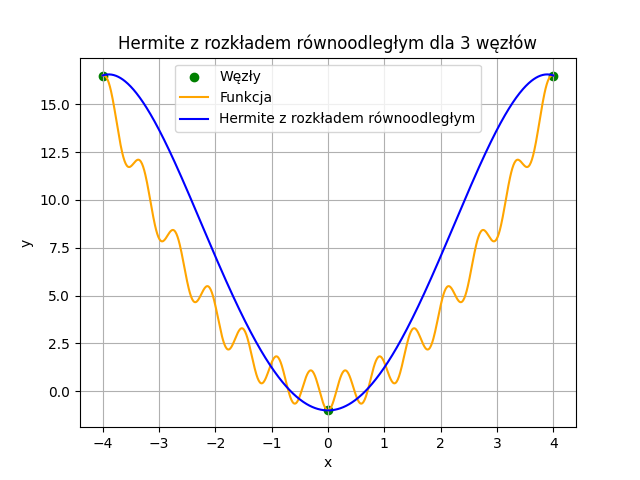 Hermite z rozkładem równoodległym dla 3 węzłów
Węzły
Funkcja
Hermite z rozkładem równoodległym
y
15.0
12.5
10.0
7.5
5.0
2.5
0.0
−4 −3 −2 −1 0 1 2 3 4
x